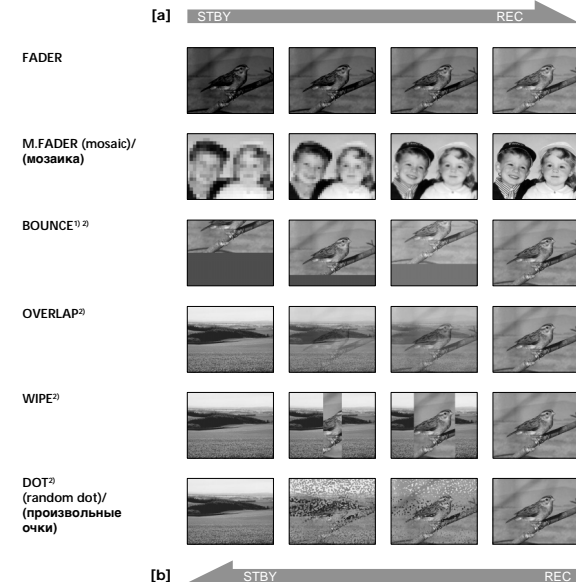 [a] STBY REC
FADER
M.FADER (mosaic)/
(мозаика)
BOUNCE1) 2)
OVERLAP2)
WIPE2)
DOT2)
(random dot)/
(произвольные
очки)
[b] STBY REC